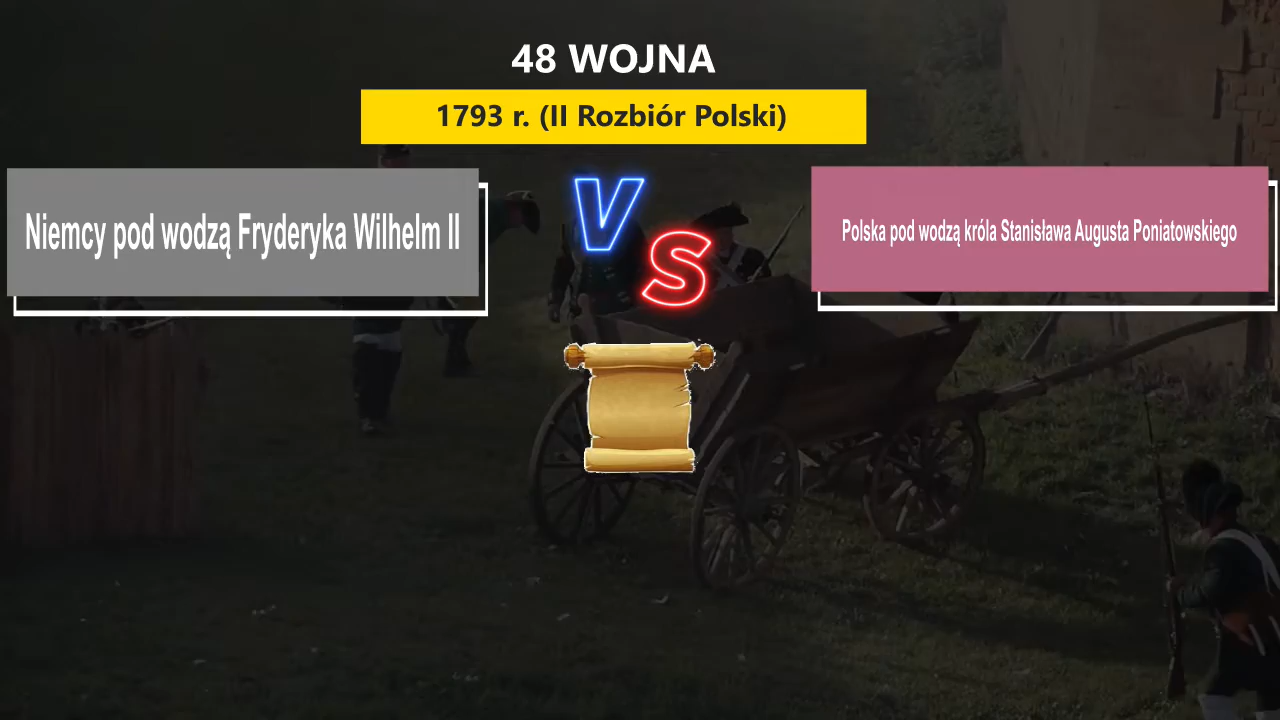 48 WOJNA
1793 r. (II Rozbiór Polski)
Niemcy pod wodzą Fryderyka Wilhelm II
VS
Polska pod wodzą króla Stanisława Augusta Poniatowskiego